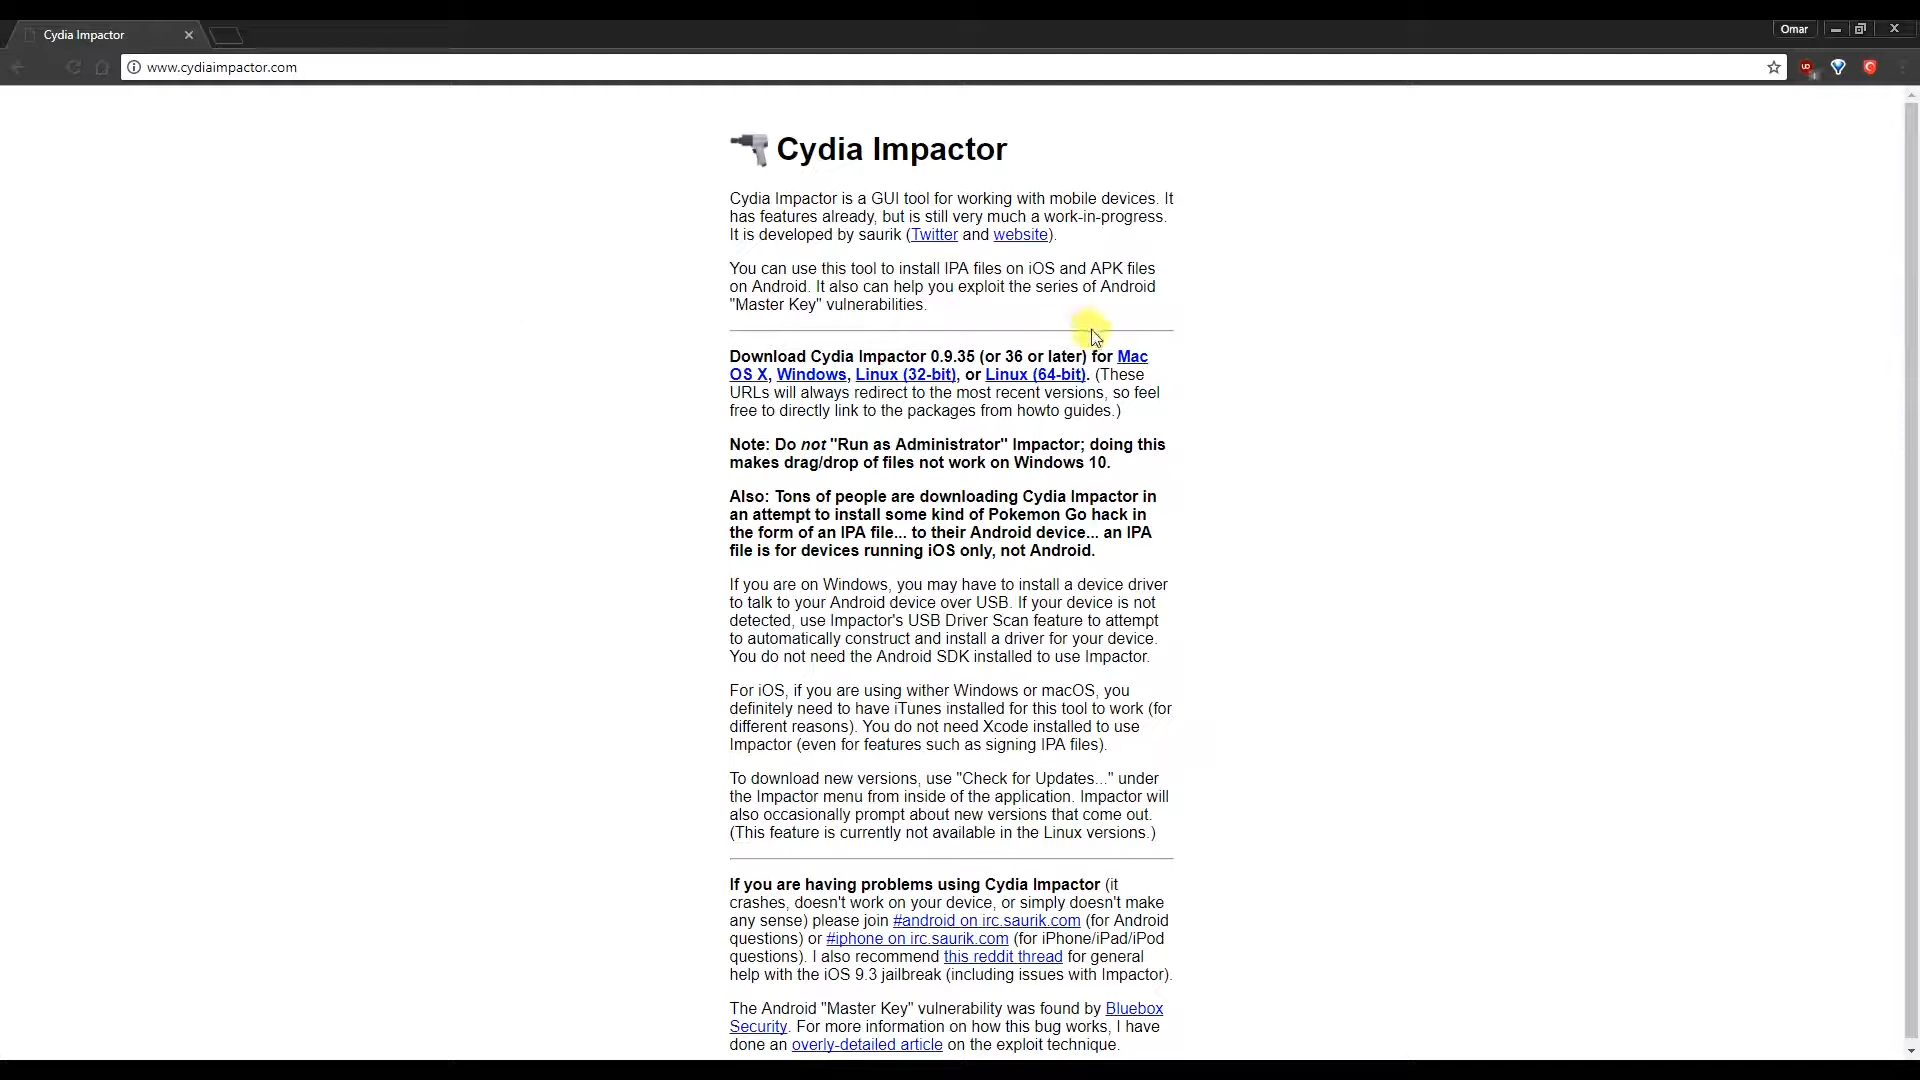 Cydia Impactor
Omar
www.cydiaimpactor.com
Cydia Impactor
Cydia Impactor is a GUI tool for working with mobile devices. It
has features already, but is still very much a work-in-progress.
It is developed by saurik (Twitter and website).
You can use this tool to install IPA files on iOS and APK files
on Android. It also can help you exploit the series of Android
"Master Key" vulnerabilities.
Download Cydia Impactor 0.9.35 (or 36 or later) for Mac
OS X, Windows, Linux (32-bit), or Linux (64-bit). (These
URLs will always redirect to the most recent versions, so feel
free to directly link to the packages from howto guides.)
Note: Do not "Run as Administrator" Impactor; doing this
makes drag/drop of files not work on Windows 10.
Also: Tons of people are downloading Cydia Impactor in
an attempt to install some kind of Pokemon Go hack in
the form of an IPA file... to their Android device... an IPA
file is for devices running iOS only, not Android.
If you are on Windows, you may have to install a device driver
to talk to your Android device over USB. If your device is not
detected, use Impactor's USB Driver Scan feature to attempt
to automatically construct and install a driver for your device.
You do not need the Android SDK installed to use Impactor.
For iOS, if you are using wither Windows or macOS, you
definitely need to have iTunes installed for this tool to work (for
different reasons). You do not need Xcode installed to use
Impactor (even for features such as signing IPA files).
To download new versions, use "Check for Updates..." under
the Impactor menu from inside of the application. Impactor will
also occasionally prompt about new versions that come out.
(This feature is currently not available in the Linux versions.)
If you are having problems using Cydia Impactor (it
crashes, doesn't work on your device, or simply doesn't make
any sense) please join #android on irc.saurik.com (for Android
questions) or #iphone on irc.saurik.com (for iPhone/iPad/iPod
questions). I also recommend this reddit thread for general
help with the iOS 9.3 jailbreak (including issues with Impactor).
The Android "Master Key" vulnerability was found by Bluebox
Security. For more information on how this bug works, I have
done an overly-detailed article on the exploit technique.